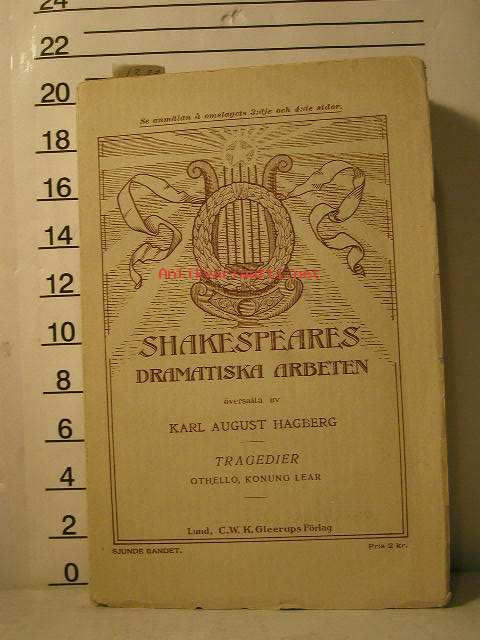 24
22
20
18
16
14
12
10
8
6
4
2
0
Se anmälan å omslagets 3:dje och 4:de sidor.
Antikvariaatti.net
SHAKESPEARES
DRAMATISKA ARBETEN
översatta av
KARL AUGUST HAGBERG
TRAGEDIER
OTHELLO, KONUNG LEAR
Lund, C.W.K. Gleerups Förlag
SJUNDE BANDET.
Pris 2 kr.